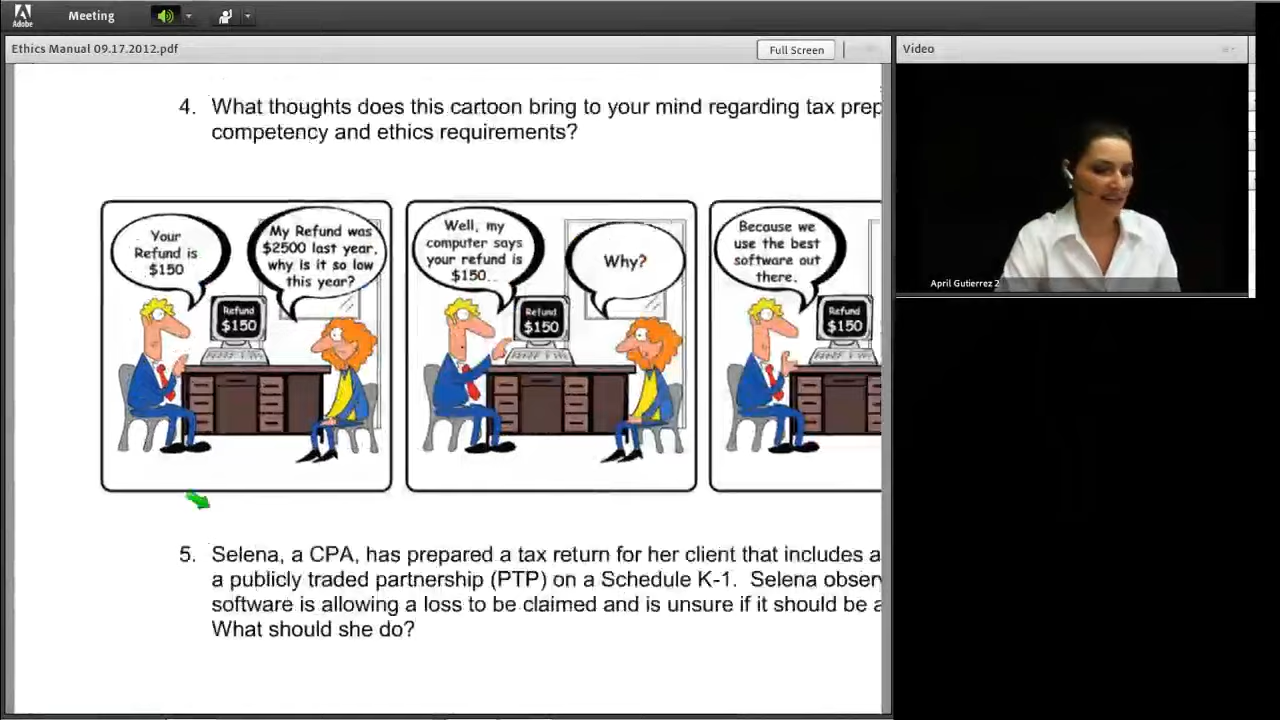 Adobe
Meeting
Ethics Manual 09.17.2012.pdf
Full Screen
Video
4. What thoughts does this cartoon bring to your mind regarding tax prep
competency and ethics requirements?
Your
Refund is
$150
My Refund was
$2500 last year,
why is it so low
this year?
Refund
$150
Well, my
computer says
your refund is
$150..
Why?
Refund
$150
Because we
use the best
software out
there.
Refund
$150
April Gutierrez 2
5. Selena, a CPA, has prepared a tax return for her client that includes a
a publicly traded partnership (PTP) on a Schedule K-1. Selena obser
software is allowing a loss to be claimed and is unsure if it should be a
What should she do?